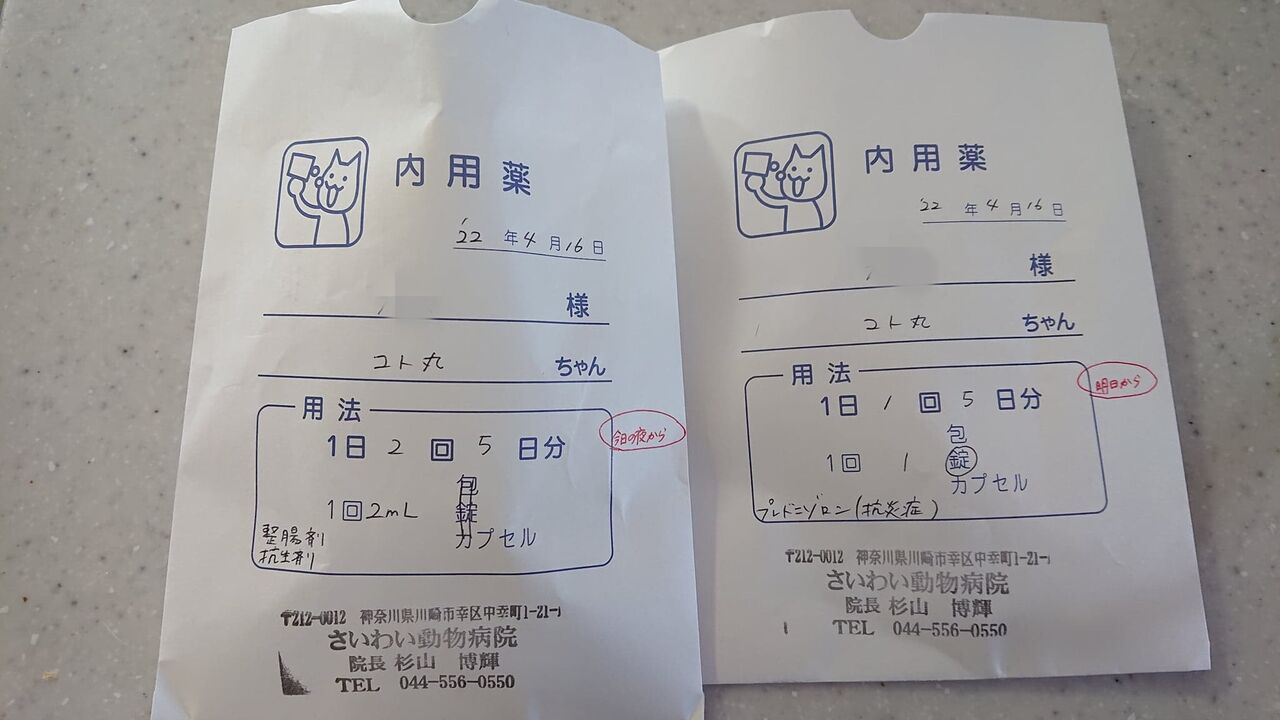 内用薬
'22 年 4 月 16 日
様
コト丸 ちゃん
用法
1日 2 回 5 日分
今日の夜から
包
1回 2mL 錠
カプセル
整腸剤
抗生剤
〒212-0012 神奈川県川崎市幸区中幸町1-21-1
さいわい動物病院
院長 杉山 博輝
TEL 044-556-0550
内用薬
'22 年 4 月 16 日
様
コト丸 ちゃん
用法
1日 1 回 5 日分
明日から
包
1回 1 錠
カプセル
プレドニゾロン(抗炎症)
〒212-0012 神奈川県川崎市幸区中幸町1-21-1
さいわい動物病院
院長 杉山 博輝
TEL 044-556-0550